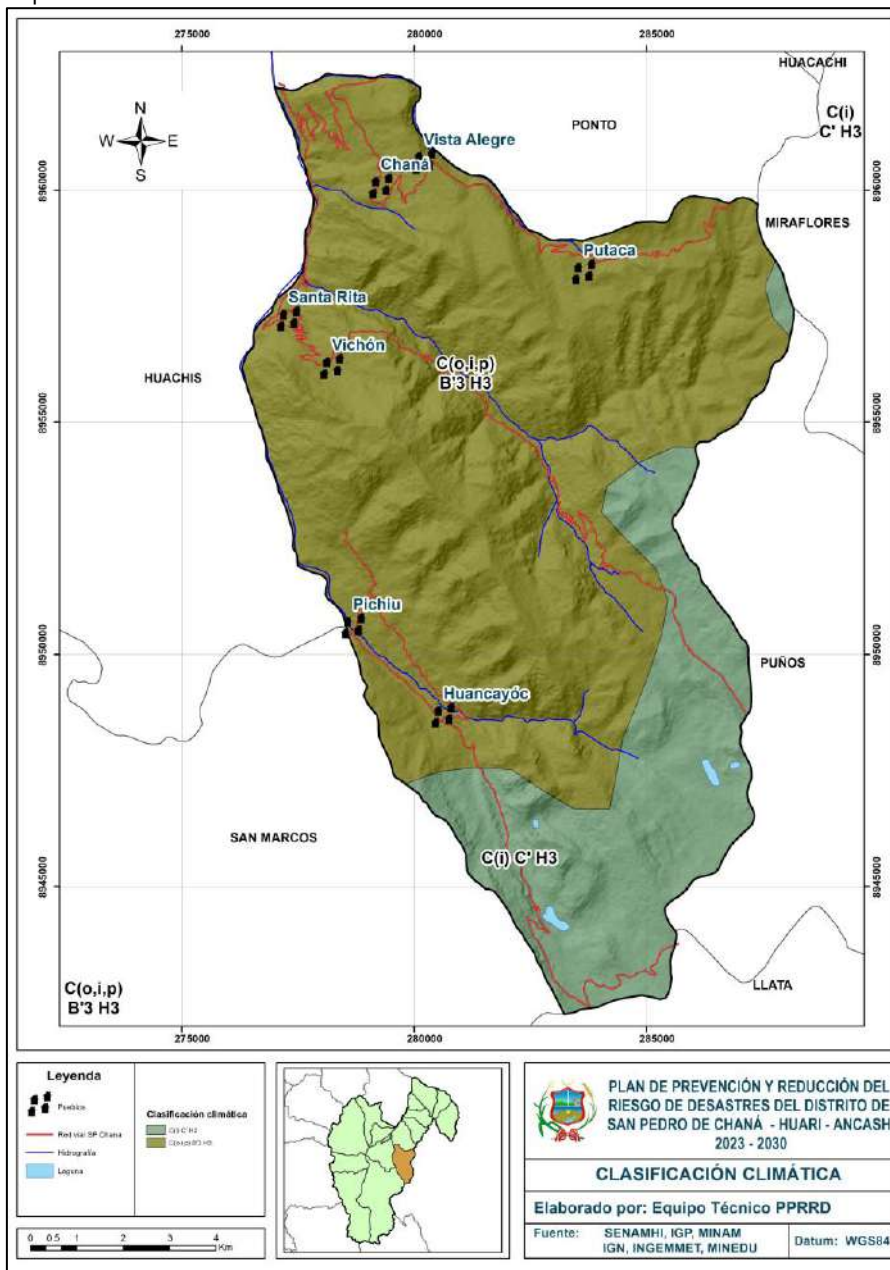 275000
280000
285000
HUACACHI
C(i)
C' H3
PONTO
N
W E
S
Vista Alegre
Chaná
8960000
8960000
MIRAFLORES
Putaca
Santa Rita
Vichón
HUACHIS
C(o,i,p)
B'3 H3
8955000
8955000
Pichiu
8950000
8950000
PUÑOS
Huancayóc
SAN MARCOS
C(i) C' H3
8945000
8945000
LLATA
C(o,i,p)
B'3 H3
275000
280000
285000
Leyenda
Red vial SP Chana
Hidrografía
Laguna
Clasificación climática
0 0.5 1 2 3 4
Km
PLAN DE PREVENCIÓN Y REDUCCIÓN DEL
RIESGO DE DESASTRES DEL DISTRITO DE
SAN PEDRO DE CHANÁ - HUARI - ANCASH
2023 - 2030
CLASIFICACIÓN CLIMÁTICA
Elaborado por: Equipo Técnico PPRRD
Fuente: SENAMHI, IGP, MINAM
IGN, INGEMMET, MINEDU
Datum: WGS84